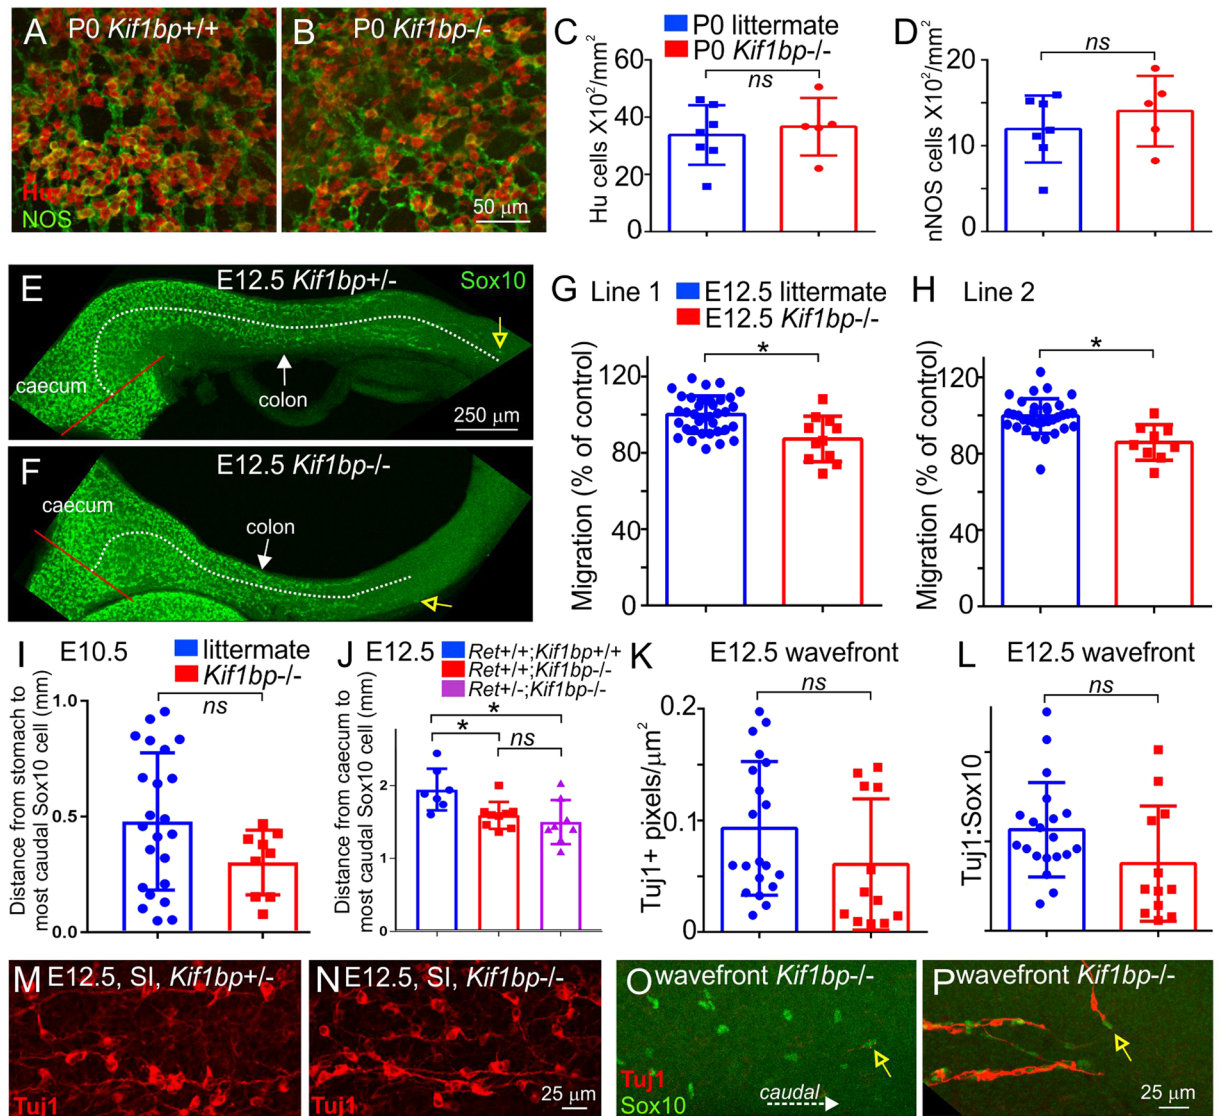 A P0 Kif1bp+/+
Hu
NOS
B P0 Kif1bp-/-
50 μm
C
P0 littermate
P0 Kif1bp-/-
Hu cells X10²/mm²
60
40
20
0
ns
D
nNOS cells X10²/mm²
20
15
10
5
0
ns
E E12.5 Kif1bp+/- Sox10
caecum
colon
250 μm
F E12.5 Kif1bp-/-
caecum
colon
G Line 1
E12.5 littermate
E12.5 Kif1bp-/-
Migration (% of control)
120
80
40
0
*
H Line 2
Migration (% of control)
120
80
40
0
*
I E10.5
littermate
Kif1bp-/-
Distance from stomach to
most caudal Sox10 cell (mm)
1.0
0.5
0.0
ns
J E12.5
Ret+/+;Kif1bp+/+
Ret+/+;Kif1bp-/-
Ret+/-;Kif1bp-/-
Distance from caecum to
most caudal Sox10 cell (mm)
2
1
0
*
*
ns
K E12.5 wavefront
Tuj1+ pixels/μm²
0.2
0.1
0
ns
L E12.5 wavefront
Tuj1:Sox10
ns
M E12.5, SI, Kif1bp+/-
Tuj1
N E12.5, SI, Kif1bp-/-
Tuj1
25 μm
O wavefront Kif1bp-/-
Tuj1
Sox10
caudal
P wavefront Kif1bp-/-
25 μm